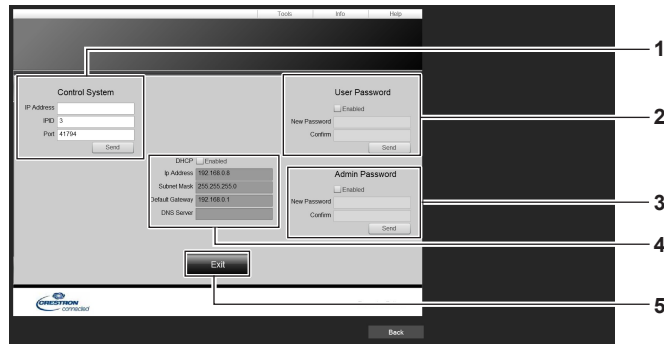 Tools Info Help
1
Control System
IP Address
IPID 3
Port 41794
Send
User Password
Enabled
New Password
Confirm
Send
2
DHCP Enabled
Ip Address 192.168.0.8
Subnet Mask 255.255.255.0
Default Gateway 192.168.0.1
DNS Server
Admin Password
Enabled
New Password
Confirm
Send
3
4
Exit
5
CRESTRON
connected
Back